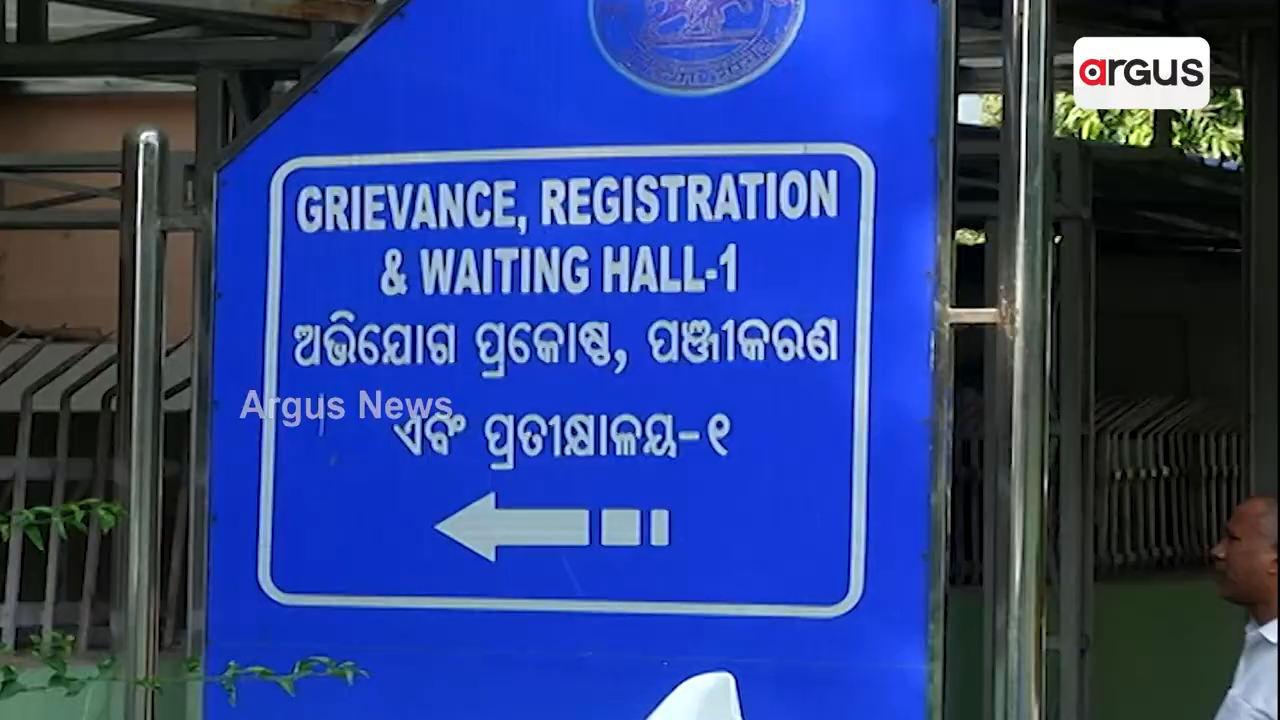 argus
GRIEVANCE, REGISTRATION
& WAITING HALL-1
ଅଭିଯୋଗ ପ୍ରକୋଷ୍ଠ, ପଞ୍ଜୀକରଣ
Argus News
ଏବଂ ପ୍ରତୀକ୍ଷାଳୟ-୧